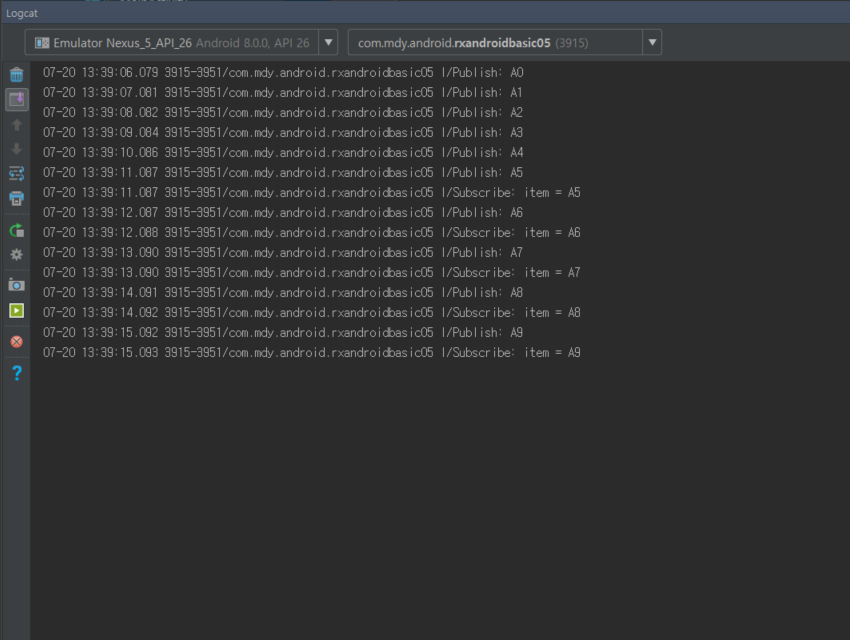 Logcat
Emulator Nexus_5_API_26 Android 8.0.0, API 26 com.mdy.android.rxandroidbasic05 (3915)
07-20 13:39:06.079 3915-3951/com.mdy.android.rxandroidbasic05 I/Publish: A0
07-20 13:39:07.081 3915-3951/com.mdy.android.rxandroidbasic05 I/Publish: A1
07-20 13:39:08.082 3915-3951/com.mdy.android.rxandroidbasic05 I/Publish: A2
07-20 13:39:09.084 3915-3951/com.mdy.android.rxandroidbasic05 I/Publish: A3
07-20 13:39:10.086 3915-3951/com.mdy.android.rxandroidbasic05 I/Publish: A4
07-20 13:39:11.087 3915-3951/com.mdy.android.rxandroidbasic05 I/Publish: A5
07-20 13:39:11.087 3915-3951/com.mdy.android.rxandroidbasic05 I/Subscribe: item = A5
07-20 13:39:12.087 3915-3951/com.mdy.android.rxandroidbasic05 I/Publish: A6
07-20 13:39:12.088 3915-3951/com.mdy.android.rxandroidbasic05 I/Subscribe: item = A6
07-20 13:39:13.090 3915-3951/com.mdy.android.rxandroidbasic05 I/Publish: A7
07-20 13:39:13.090 3915-3951/com.mdy.android.rxandroidbasic05 I/Subscribe: item = A7
07-20 13:39:14.091 3915-3951/com.mdy.android.rxandroidbasic05 I/Publish: A8
07-20 13:39:14.092 3915-3951/com.mdy.android.rxandroidbasic05 I/Subscribe: item = A8
07-20 13:39:15.092 3915-3951/com.mdy.android.rxandroidbasic05 I/Publish: A9
07-20 13:39:15.093 3915-3951/com.mdy.android.rxandroidbasic05 I/Subscribe: item = A9
?